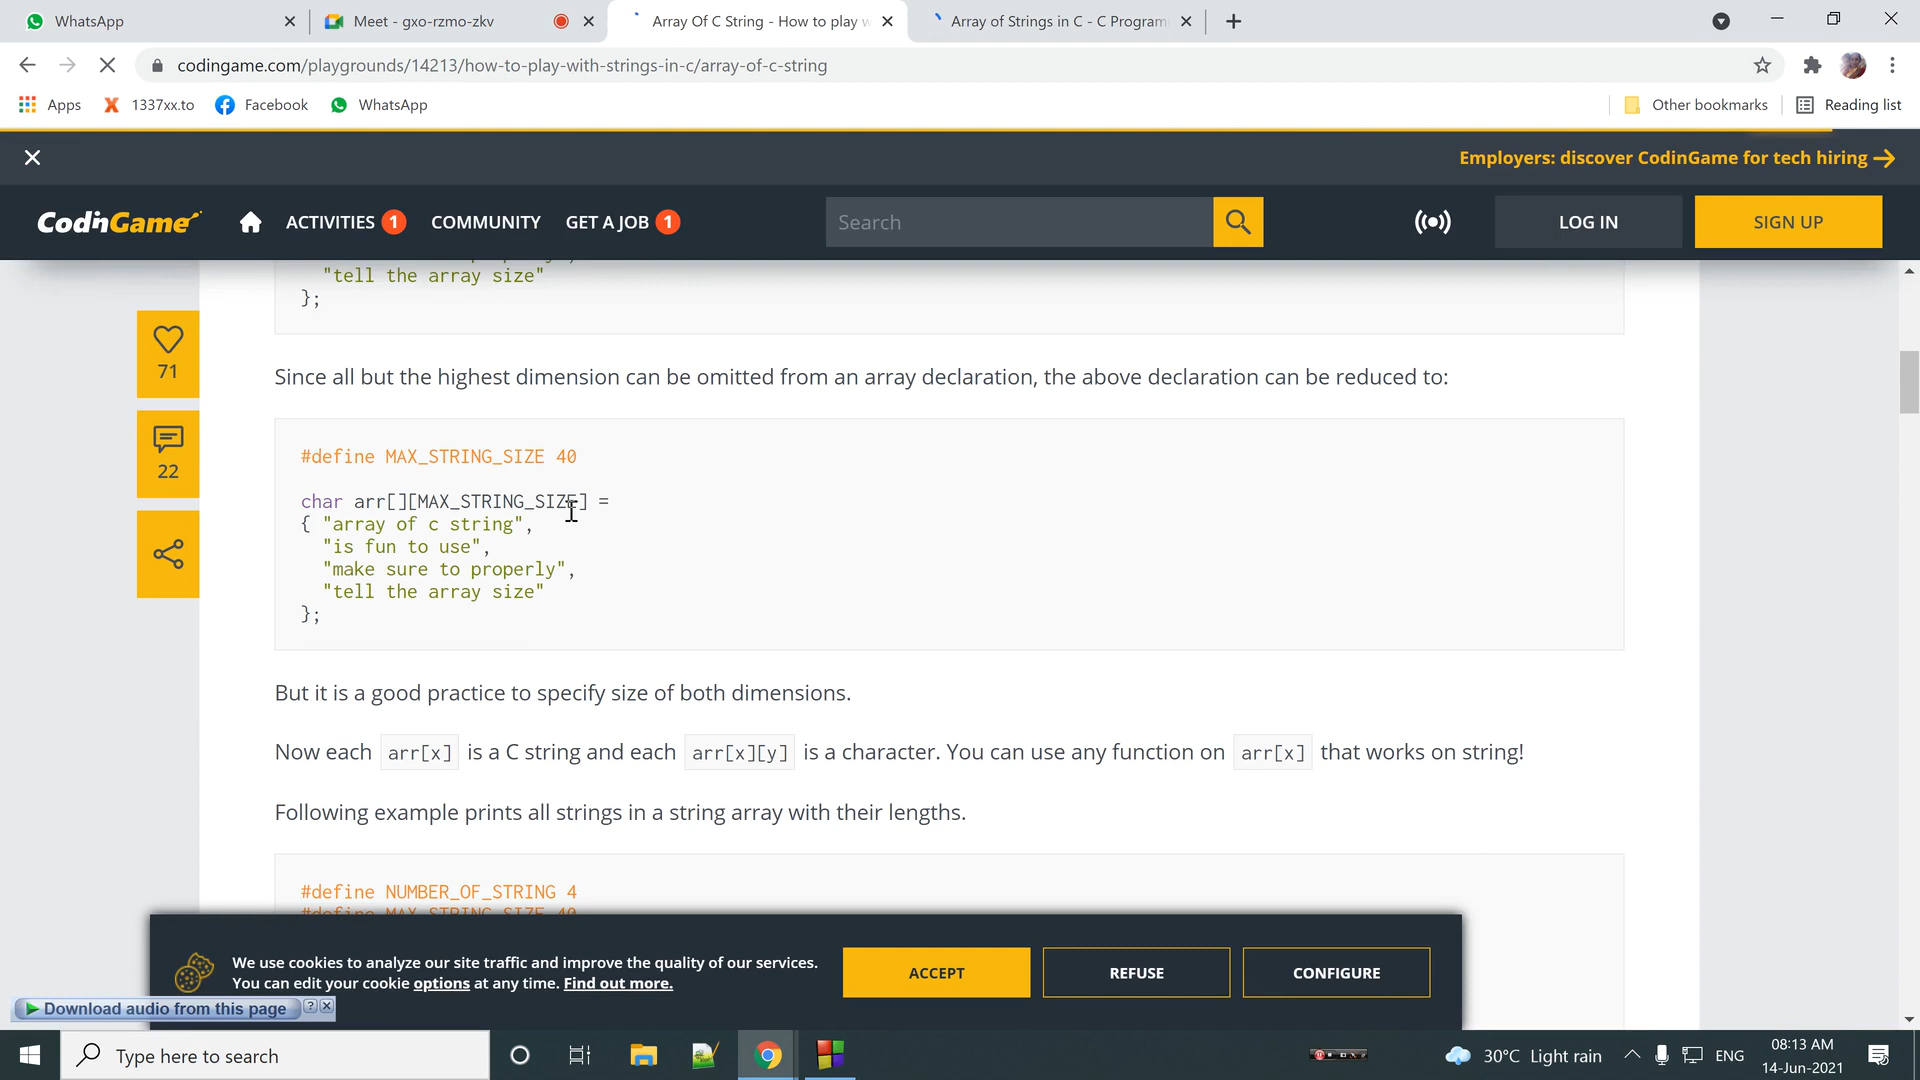 WhatsApp
Meet - gxo-rzmo-zkv
Array Of C String - How to play w
Array of Strings in C - C Program
codingame.com/playgrounds/14213/how-to-play-with-strings-in-c/array-of-c-string
Apps
1337xx.to
Facebook
WhatsApp
Other bookmarks
Reading list
Employers: discover CodinGame for tech hiring
CodinGame
ACTIVITIES 1
COMMUNITY
GET A JOB 1
Search
LOG IN
SIGN UP
"tell the array size"
};
71
22
Since all but the highest dimension can be omitted from an array declaration, the above declaration can be reduced to:
#define MAX_STRING_SIZE 40
char arr[][MAX_STRING_SIZE] =
{ "array of c string",
"is fun to use",
"make sure to properly",
"tell the array size"
};
But it is a good practice to specify size of both dimensions.
Now each arr[x] is a C string and each arr[x][y] is a character. You can use any function on arr[x] that works on string!
Following example prints all strings in a string array with their lengths.
#define NUMBER_OF_STRING 4
#define MAX_STRING_SIZE 40
We use cookies to analyze our site traffic and improve the quality of our services.
You can edit your cookie options at any time. Find out more.
ACCEPT
REFUSE
CONFIGURE
Download audio from this page
?
Type here to search
30°C Light rain
ENG
08:13 AM
14-Jun-2021